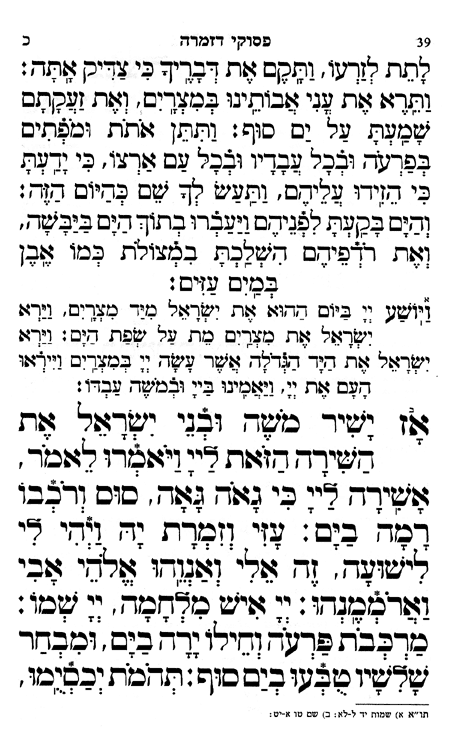 39 פסוקי דזמרה כ
לָתֵת לְזַרְעוֹ, וַתָּקֶם אֶת דְּבָרֶיךָ כִּי צַדִּיק אָתָּה:
וַתֵּרֶא אֶת עֳנִי אֲבוֹתֵינוּ בְּמִצְרָיִם, וְאֶת זַעֲקָתָם
שָׁמַעְתָּ עַל יַם סוּף: וַתִּתֵּן אֹתֹת וּמֹפְתִים
בְּפַרְעֹה וּבְכָל עֲבָדָיו וּבְכָל עַם אַרְצוֹ, כִּי יָדַעְתָּ
כִּי הֵזִידוּ עֲלֵיהֶם, וַתַּעַשׂ לְךָ שֵׁם כְּהַיּוֹם הַזֶּה:
וְהַיָּם בָּקַעְתָּ לִפְנֵיהֶם וַיַּעַבְרוּ בְתוֹךְ הַיָּם בַּיַּבָּשָׁה,
וְאֶת רֹדְפֵיהֶם הִשְׁלַכְתָּ בִמְצוֹלֹת כְּמוֹ אֶבֶן
בְּמַיִם עַזִּים:
וַיּוֹשַׁע יְיָ בַּיּוֹם הַהוּא אֶת יִשְׂרָאֵל מִיַּד מִצְרָיִם, וַיַּרְא
יִשְׂרָאֵל אֶת מִצְרַיִם מֵת עַל שְׂפַת הַיָּם: וַיַּרְא
יִשְׂרָאֵל אֶת הַיָּד הַגְּדֹלָה אֲשֶׁר עָשָׂה יְיָ בְּמִצְרַיִם וַיִּירְאוּ
הָעָם אֶת יְיָ, וַיַּאֲמִינוּ בַּייָ וּבְמֹשֶׁה עַבְדּוֹ:
אָז יָשִׁיר מֹשֶׁה וּבְנֵי יִשְׂרָאֵל אֶת
הַשִּׁירָה הַזֹּאת לַייָ וַיֹּאמְרוּ לֵאמֹר,
אָשִׁירָה לַייָ כִּי גָאֹה גָּאָה, סוּס וְרֹכְבוֹ
רָמָה בַיָּם: עָזִּי וְזִמְרָת יָהּ וַיְהִי לִי
לִישׁוּעָה, זֶה אֵלִי וְאַנְוֵהוּ אֱלֹהֵי אָבִי
וַאֲרֹמְמֶנְהוּ: יְיָ אִישׁ מִלְחָמָה, יְיָ שְׁמוֹ:
מַרְכְּבֹת פַּרְעֹה וְחֵילוֹ יָרָה בַיָּם, וּמִבְחַר
שָׁלִשָׁיו טֻבְּעוּ בְיַם סוּף: תְּהֹמֹת יְכַסְיֻמוּ,
תו"א א) שמות יד ל-לא: ב) שם טו א-יט: